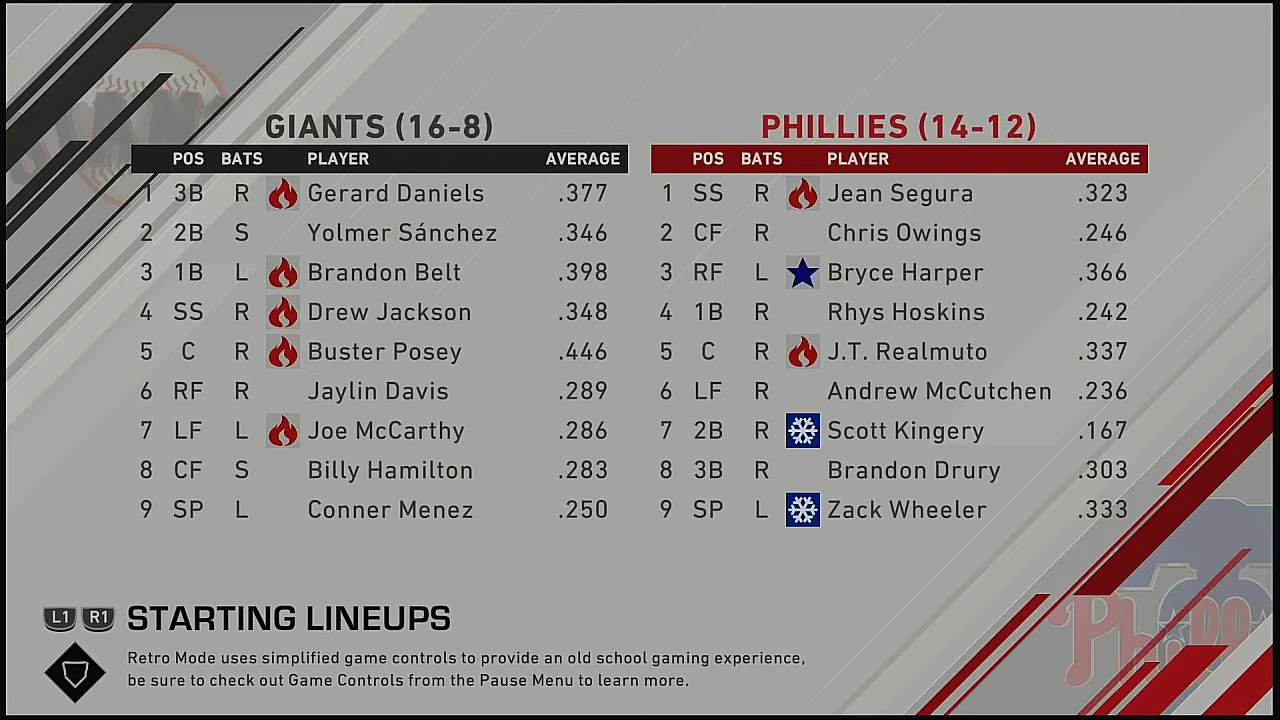 GIANTS (16-8)
POS BATS PLAYER AVERAGE
1 3B R Gerard Daniels .377
2 2B S Yolmer Sánchez .346
3 1B L Brandon Belt .398
4 SS R Drew Jackson .348
5 C R Buster Posey .446
6 RF R Jaylin Davis .289
7 LF L Joe McCarthy .286
8 CF S Billy Hamilton .283
9 SP L Conner Menez .250
PHILLIES (14-12)
POS BATS PLAYER AVERAGE
1 SS R Jean Segura .323
2 CF R Chris Owings .246
3 RF L Bryce Harper .366
4 1B R Rhys Hoskins .242
5 C R J.T. Realmuto .337
6 LF R Andrew McCutchen .236
7 2B R Scott Kingery .167
8 3B R Brandon Drury .303
9 SP L Zack Wheeler .333
L1 R1 STARTING LINEUPS
Retro Mode uses simplified game controls to provide an old school gaming experience,
be sure to check out Game Controls from the Pause Menu to learn more.